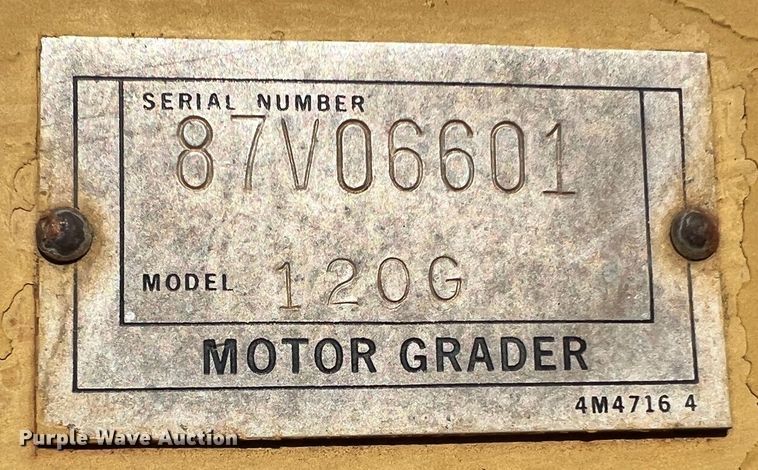 SERIAL NUMBER
87V06601
MODEL 120G
MOTOR GRADER
4M4716 4
Purple Wave Auction